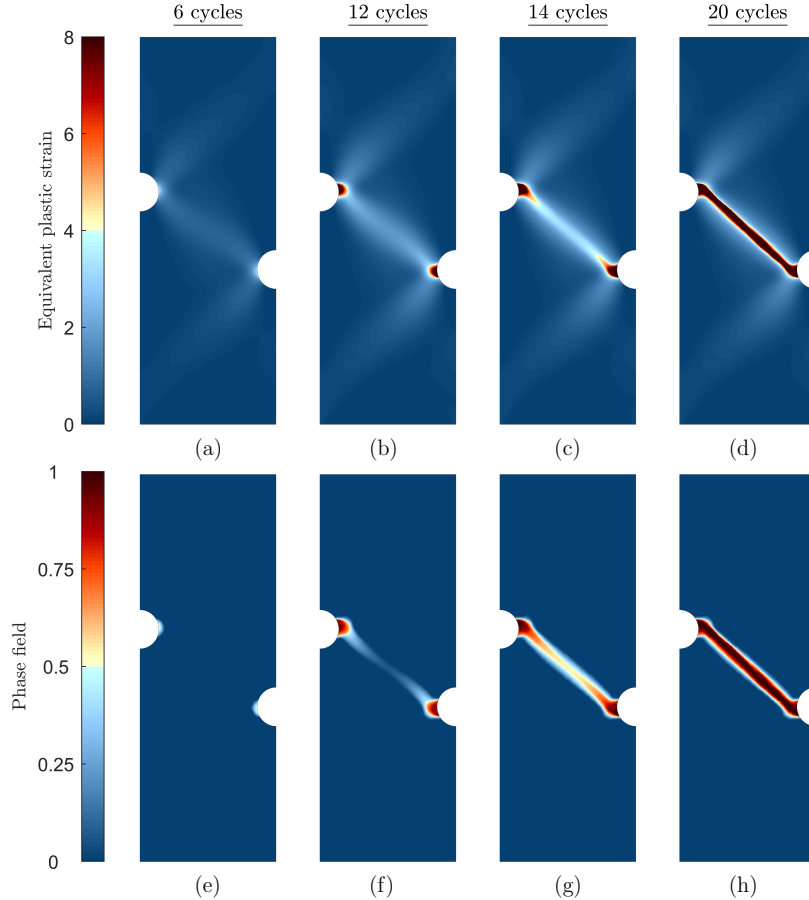 6 cycles 12 cycles 14 cycles 20 cycles
8
6
4
2
0
Equivalent plastic strain
(a) (b) (c) (d)
1
0.75
0.5
0.25
0
Phase field
(e) (f) (g) (h)